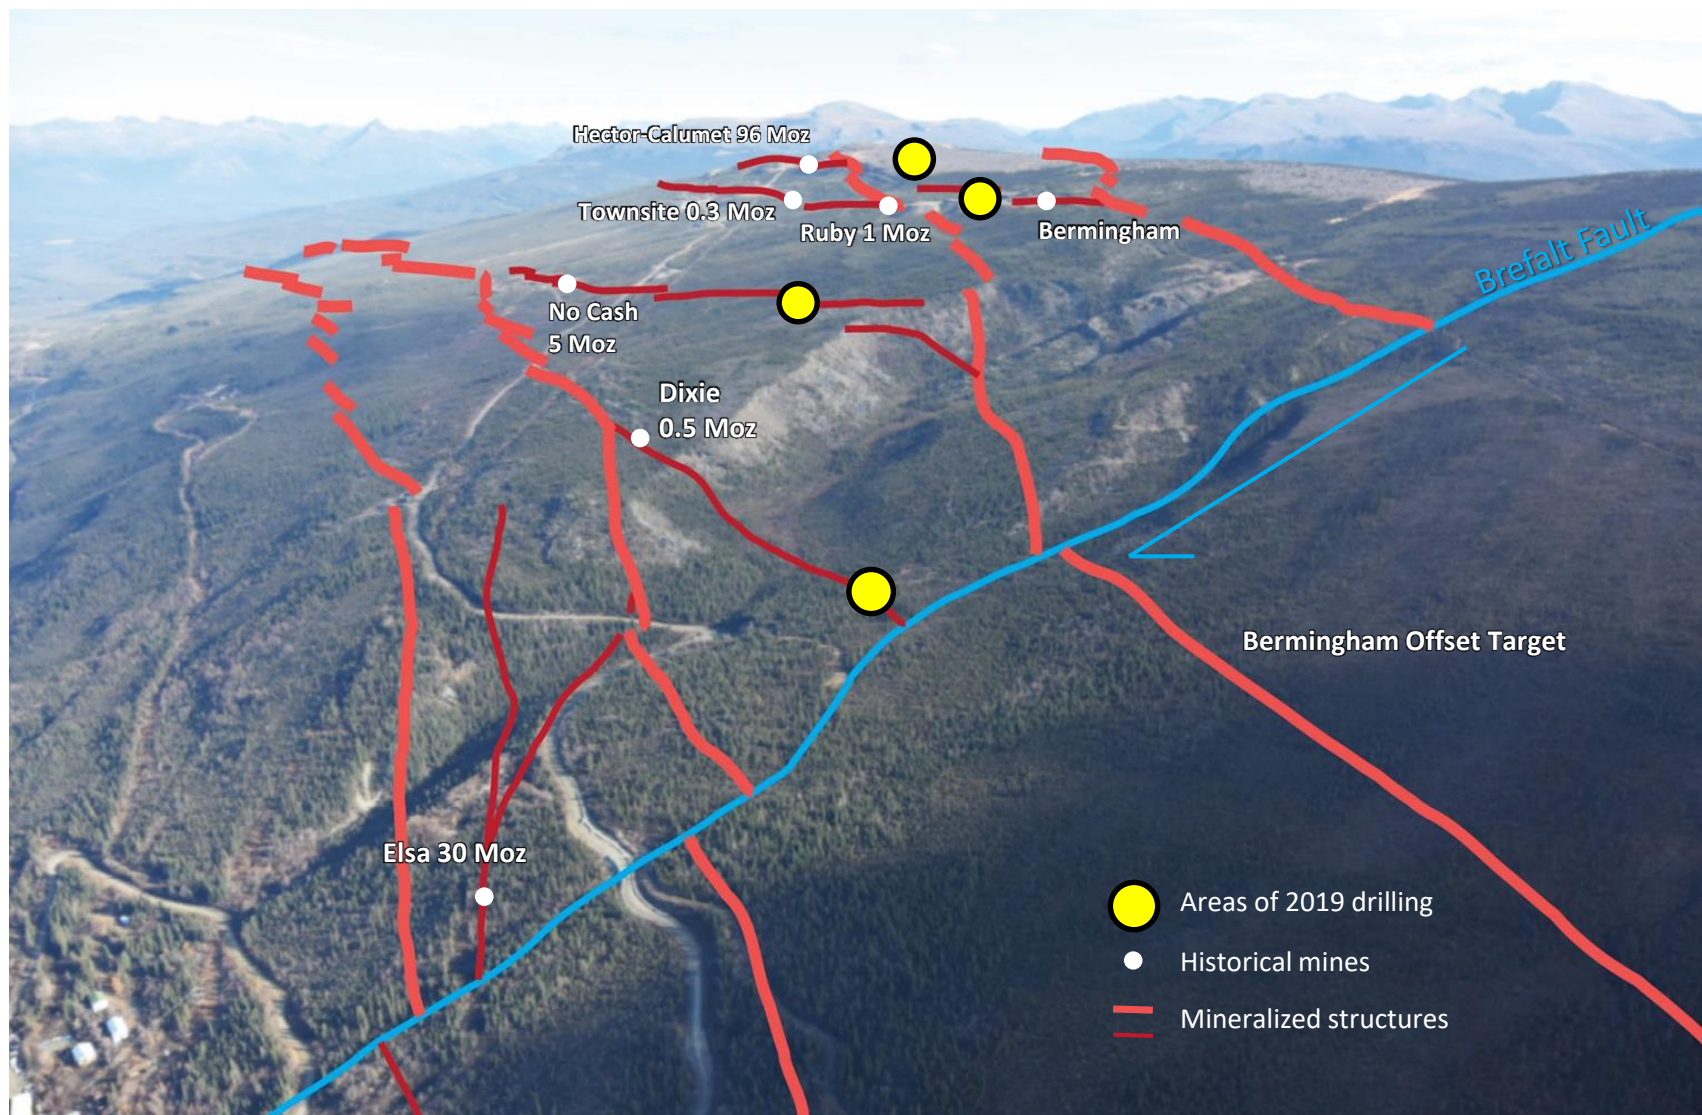 Hector-Calumet 96 Moz
Townsite 0.3 Moz
Ruby 1 Moz
Bermingham
Brefalt Fault
No Cash
5 Moz
Dixie
0.5 Moz
Bermingham Offset Target
Elsa 30 Moz
Areas of 2019 drilling
Historical mines
Mineralized structures